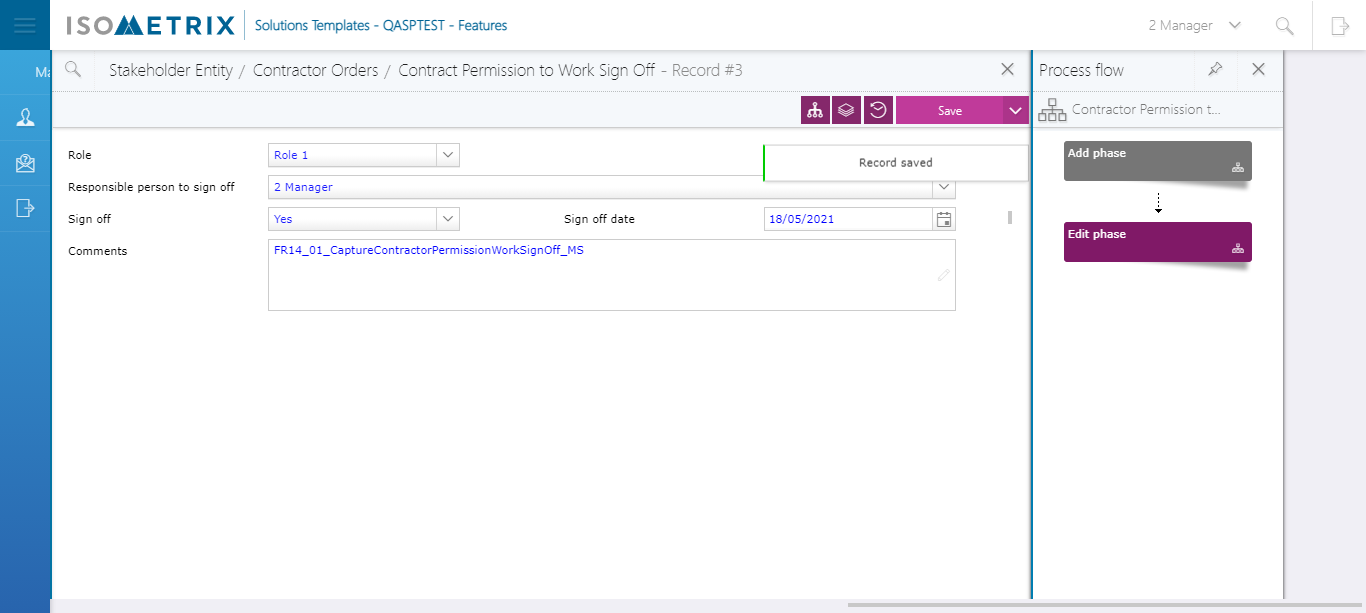 ISOMETRIX Solutions Templates - QASPTEST - Features 2 Manager
Ma
Stakeholder Entity / Contractor Orders / Contract Permission to Work Sign Off - Record #3
Process flow
Save
Contractor Permission t...
Role Role 1
Record saved
Add phase
Responsible person to sign off 2 Manager
Sign off Yes Sign off date 18/05/2021
Edit phase
Comments FR14_01_CaptureContractorPermissionWorkSignOff_MS